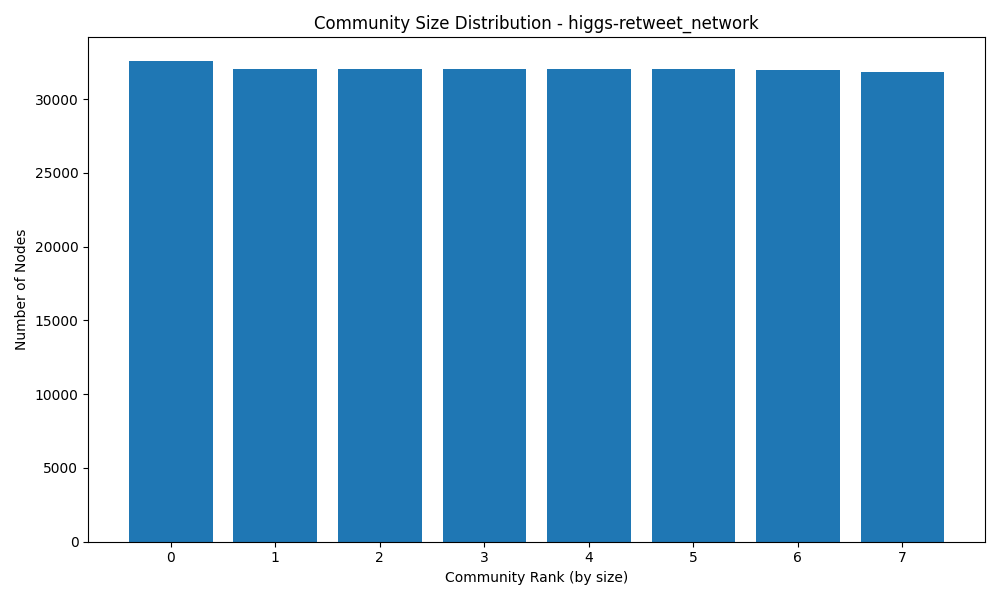 Community Size Distribution - higgs-retweet_network
Number of Nodes
30000
25000
20000
15000
10000
5000
0
0 1 2 3 4 5 6 7
Community Rank (by size)